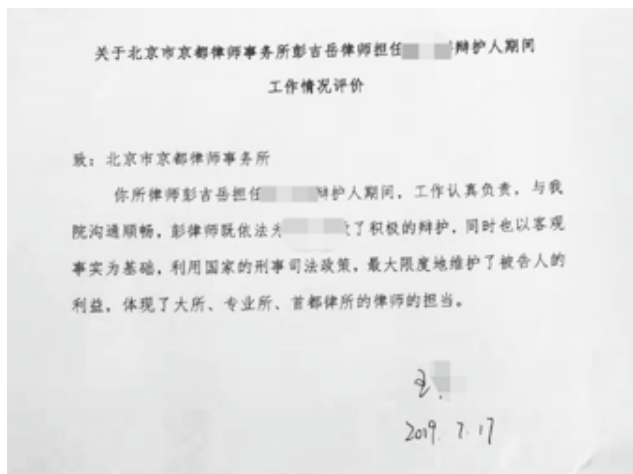 关于北京市京都律师事务所彭吉岳律师担任辩护人期间
工作情况评价
致：北京市京都律师事务所
你所律师彭吉岳担任辩护人期间，工作认真负责，与我
院沟通顺畅，彭律师既依法为了积极的辩护，同时也以客观
事实为基础，利用国家的刑事司法政策，最大限度地维护了被告人的
利益，体现了大所、专业所、首都律所的律师的担当。
2019.7.17